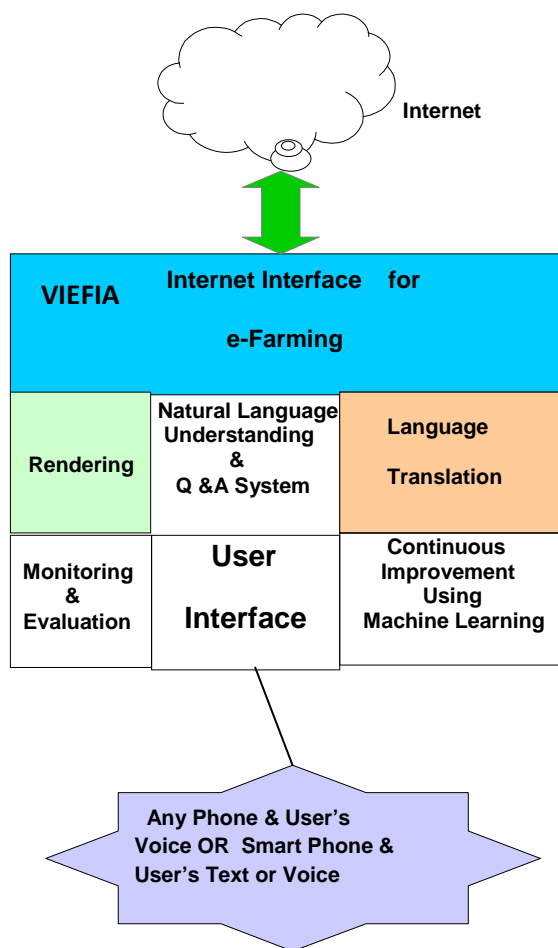 Internet
VIEFIA Internet Interface for
e-Farming
Rendering
Natural Language
Understanding
&
Q &A System
Language
Translation
Monitoring
&
Evaluation
User
Interface
Continuous
Improvement
Using
Machine Learning
Any Phone & User's
Voice OR Smart Phone &
User's Text or Voice